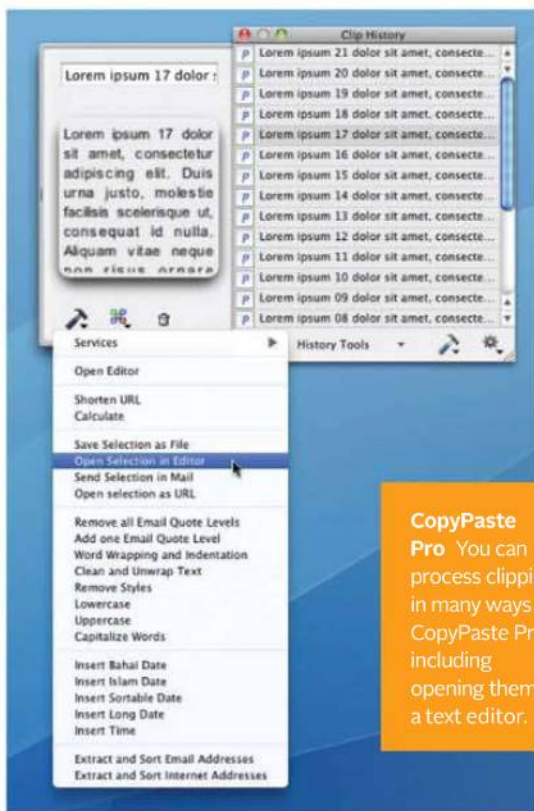 Clip History
Lorem ipsum 17 dolor
Lorem ipsum 17 dolor
sit amet, consectetur
adipiscing elit. Duis
urna justo, molestie
facilisis scelerisque ut,
consequat id nulla.
Aliquam vitae neque
non risus ornare
P Lorem ipsum 21 dolor sit amet, consecte...
P Lorem ipsum 20 dolor sit amet, consecte...
P Lorem ipsum 19 dolor sit amet, consecte...
P Lorem ipsum 18 dolor sit amet, consecte...
P Lorem ipsum 17 dolor sit amet, consecte...
P Lorem ipsum 16 dolor sit amet, consecte...
P Lorem ipsum 15 dolor sit amet, consecte...
P Lorem ipsum 14 dolor sit amet, consecte...
P Lorem ipsum 13 dolor sit amet, consecte...
P Lorem ipsum 12 dolor sit amet, consecte...
P Lorem ipsum 11 dolor sit amet, consecte...
P Lorem ipsum 10 dolor sit amet, consecte...
P Lorem ipsum 09 dolor sit amet, consecte...
P Lorem ipsum 08 dolor sit amet, consecte...
History Tools
Services
Open Editor
Shorten URL
Calculate
Save Selection as File
Open Selection in Editor
Send Selection in Mail
Open selection as URL
Remove all Email Quote Levels
Add one Email Quote Level
Word Wrapping and Indentation
Clean and Unwrap Text
Remove Styles
Lowercase
Uppercase
Capitalize Words
Insert Bahai Date
Insert Islam Date
Insert Sortable Date
Insert Long Date
Insert Time
Extract and Sort Email Addresses
Extract and Sort Internet Addresses
CopyPaste
Pro You can
process clippi
in many ways
CopyPaste Pr
including
opening them
a text editor.